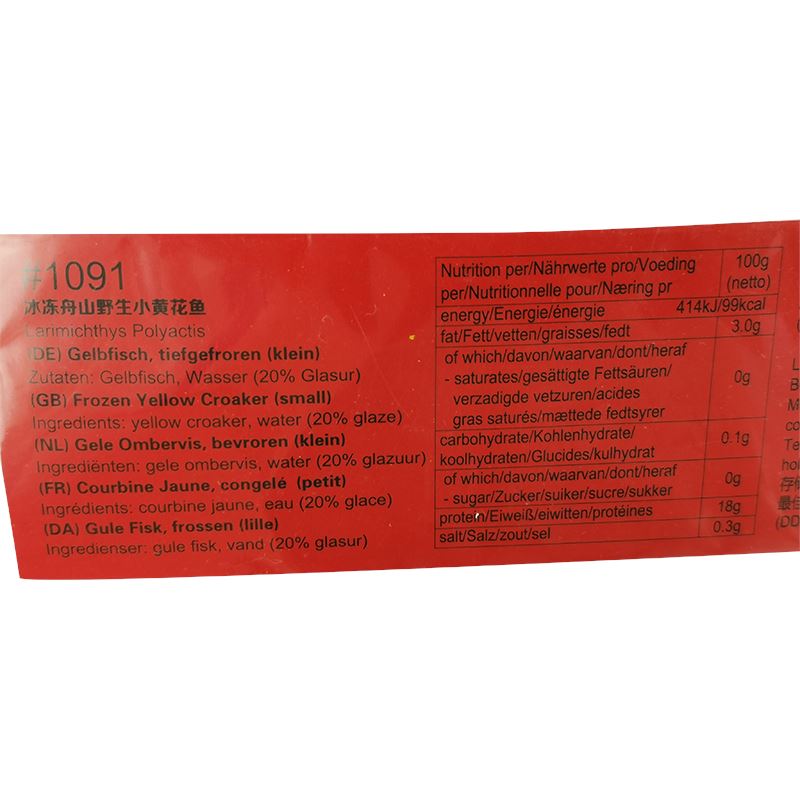 #1091
冰冻舟山野生小黄花鱼
Larimichthys Polyactis
(DE) Gelbfisch, tiefgefroren (klein)
Zutaten: Gelbfisch, Wasser (20% Glasur)
(GB) Frozen Yellow Croaker (small)
Ingredients: yellow croaker, water (20% glaze)
(NL) Gele Ombervis, bevroren (klein)
Ingrediënten: gele ombervis, water (20% glazuur)
(FR) Courbine Jaune, congelé (petit)
Ingrédients: courbine jaune, eau (20% glace)
(DA) Gule Fisk, frossen (lille)
Ingredienser: gule fisk, vand (20% glasur)
Nutrition per/Nährwerte pro/Voeding
per/Nutritionnelle pour/Næring pr
100g
(netto)
energy/Energie/énergie 414kJ/99kcal
fat/Fett/vetten/graisses/fedt 3.0g
of which/davon/waarvan/dont/heraf
- saturates/gesättigte Fettsäuren/
verzadigde vetzuren/acides
gras saturés/mættede fedtsyrer
0g
carbohydrate/Kohlenhydrate/
koolhydraten/Glucides/kulhydrat
0.1g
of which/davon/waarvan/dont/heraf
- sugar/Zucker/suiker/sucre/sukker
0g
protein/Eiweiß/eiwitten/protéines 18g
salt/Salz/zout/sel 0.3g
(DD